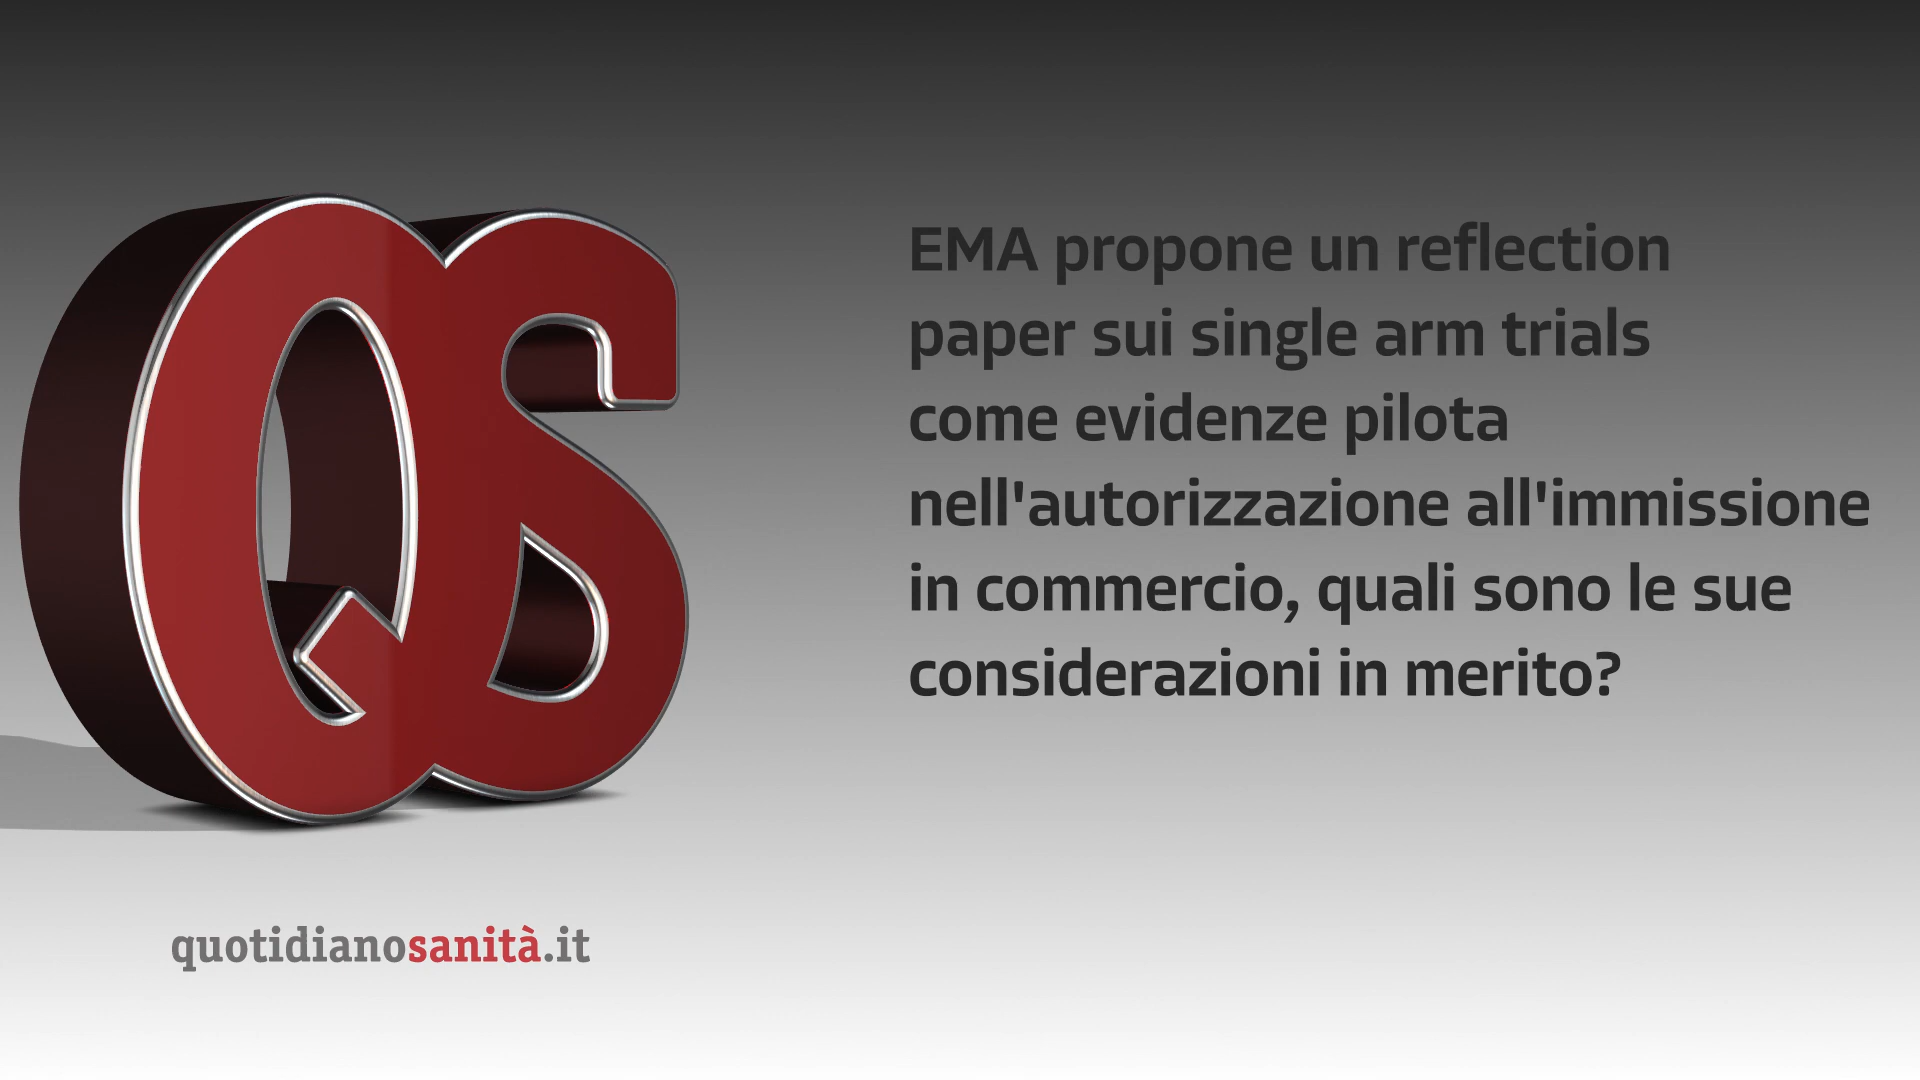 QS
EMA propone un reflection
paper sui single arm trials
come evidenze pilota
nell'autorizzazione all'immissione
in commercio, quali sono le sue
considerazioni in merito?
quotidianosanità.it